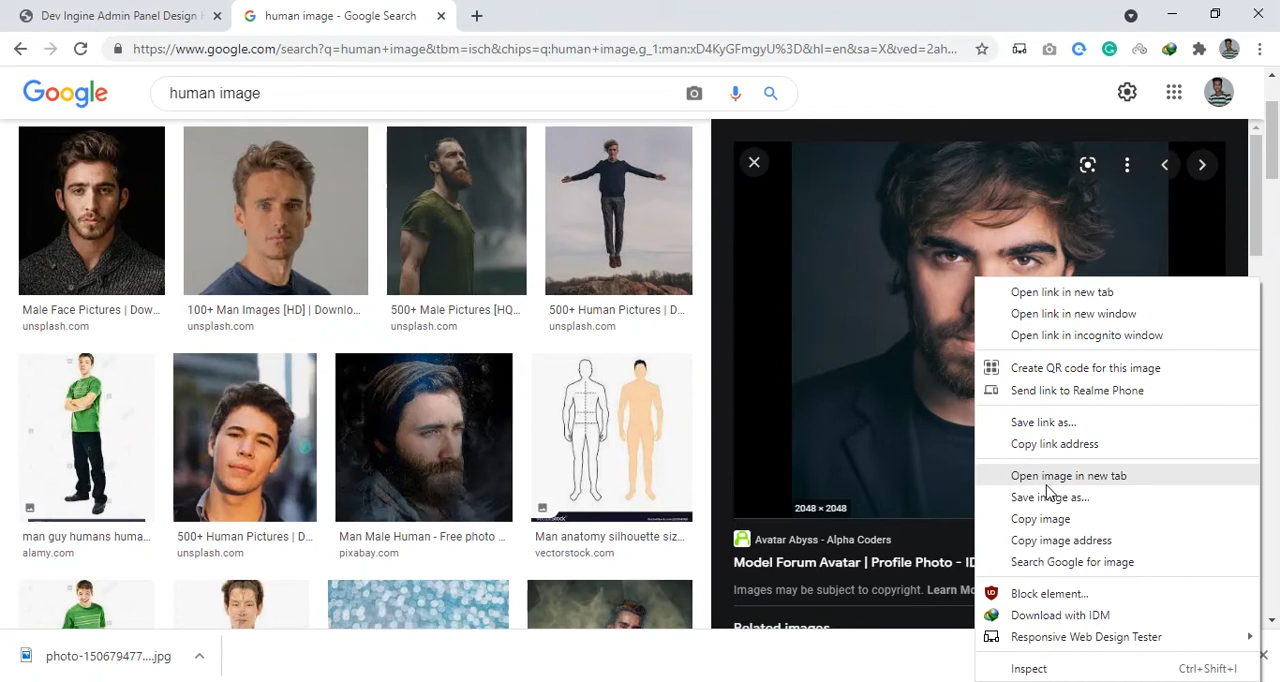 Dev Ingine Admin Panel Design
human image - Google Search
https://www.google.com/search?q=human+image&tbm=isch&chips=q:human+image,g_1:man:xD4KyGFmgyU%3D&hl=en&sa=X&ved=2ah...
Google
human image
Male Face Pictures | Dow...
unsplash.com
100+ Man Images [HD] | Downlo...
unsplash.com
500+ Male Pictures [HQ...
unsplash.com
500+ Human Pictures | D...
unsplash.com
man guy humans huma...
alamy.com
500+ Human Pictures | D...
unsplash.com
Man Male Human - Free photo ...
pixabay.com
Man anatomy silhouette siz...
vectorstock.com
2048 × 2048
Avatar Abyss - Alpha Coders
Model Forum Avatar | Profile Photo - ID
Images may be subject to copyright. Learn Mo
Related images
Open link in new tab
Open link in new window
Open link in incognito window
Create QR code for this image
Send link to Realme Phone
Save link as...
Copy link address
Open image in new tab
Save image as...
Copy image
Copy image address
Search Google for image
Block element...
Download with IDM
Responsive Web Design Tester
Inspect Ctrl+Shift+I
photo-150679477....jpg